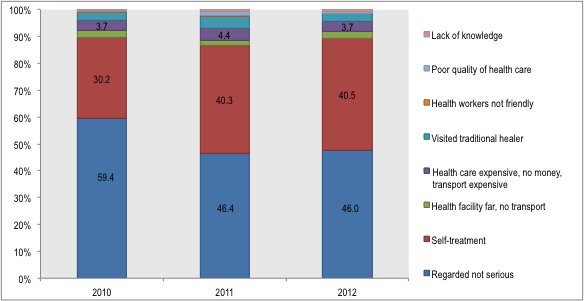 100%
90%
80%
70%
60%
50%
40%
30%
20%
10%
0%
3.7
30.2
59.4
4.4
40.3
46.4
3.7
40.5
46.0
2010
2011
2012
Lack of knowledge
Poor quality of health care
Health workers not friendly
Visited traditional healer
Health care expensive, no money,
transport expensive
Health facility far, no transport
Self-treatment
Regarded not serious